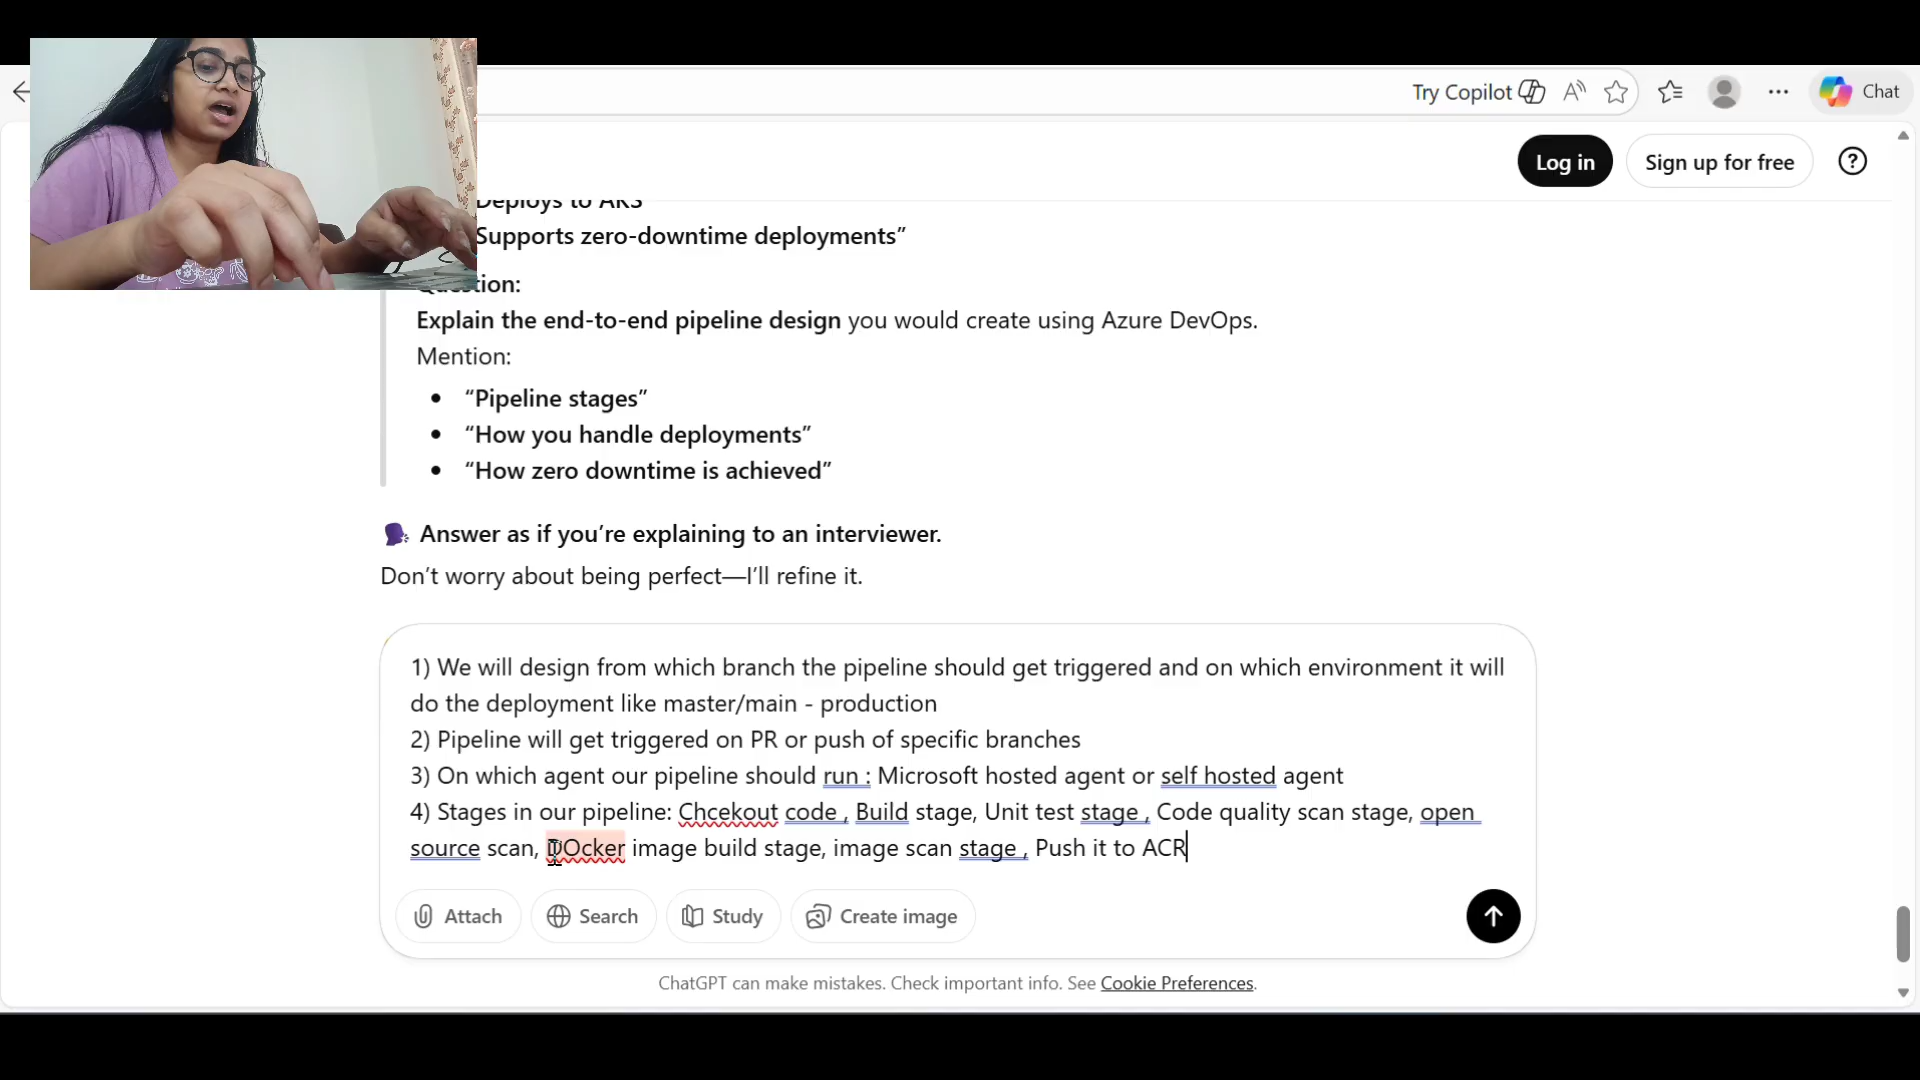 Try Copilot
Chat
Log in
Sign up for free
Deploys to AKS
Supports zero-downtime deployments”
Question:
Explain the end-to-end pipeline design you would create using Azure DevOps.
Mention:
“Pipeline stages”
“How you handle deployments”
“How zero downtime is achieved”
Answer as if you’re explaining to an interviewer.
Don’t worry about being perfect—I’ll refine it.
1) We will design from which branch the pipeline should get triggered and on which environment it will
do the deployment like master/main - production
2) Pipeline will get triggered on PR or push of specific branches
3) On which agent our pipeline should run : Microsoft hosted agent or self hosted agent
4) Stages in our pipeline: Chcekout code , Build stage, Unit test stage , Code quality scan stage, open
source scan, DOcker image build stage, image scan stage , Push it to ACR
Attach
Search
Study
Create image
ChatGPT can make mistakes. Check important info. See Cookie Preferences.